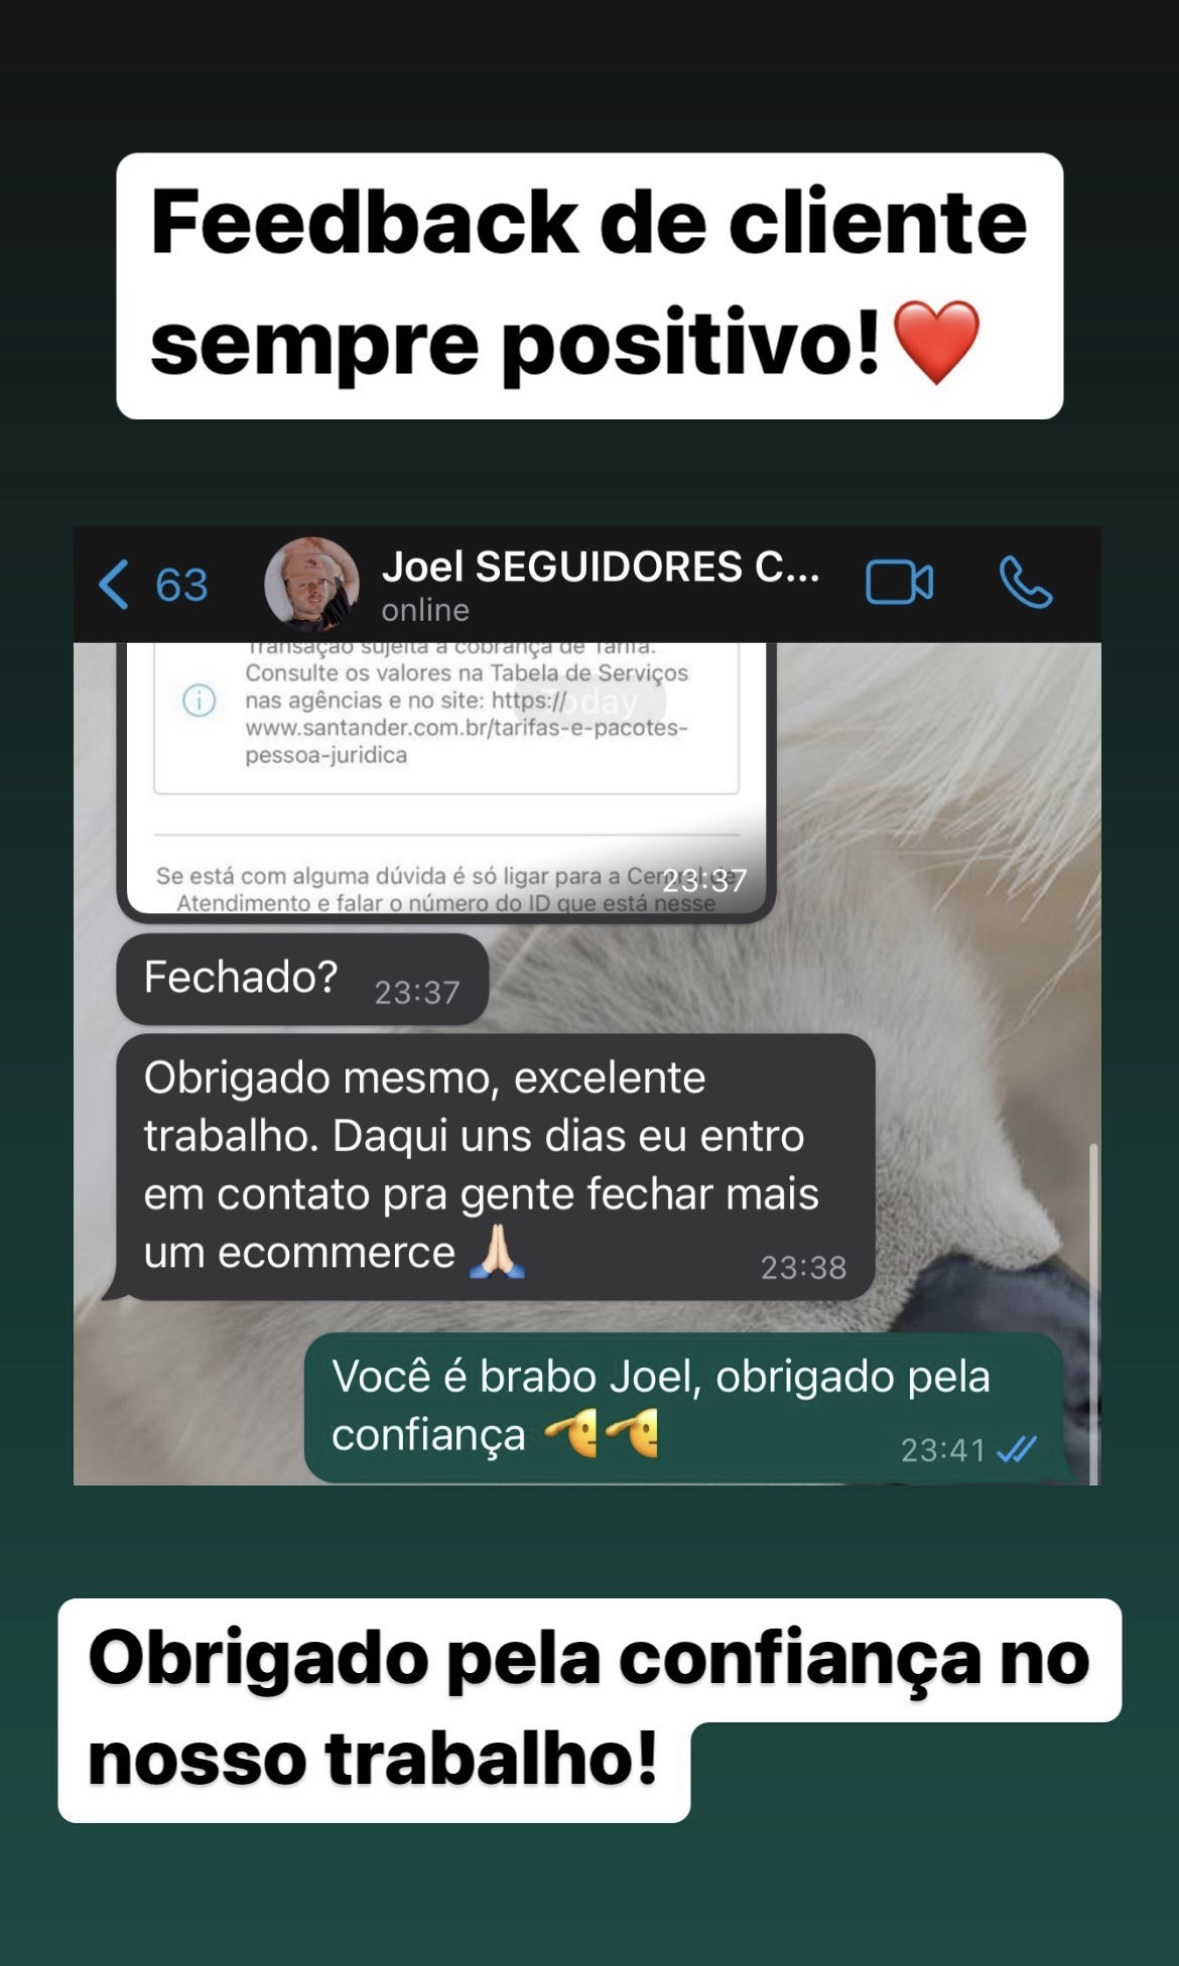 Feedback de cliente
sempre positivo!❤️
63
Joel SEGUIDORES C...
online
Transação sujeita a cobrança de Tarifa.
Consulte os valores na Tabela de Serviços
nas agências e no site: https://
www.santander.com.br/tarifas-e-pacotes-
pessoa-juridica
Today
Se está com alguma dúvida é só ligar para a Central de
Atendimento e falar o número do ID que está nesse
23:37
Fechado?
23:37
Obrigado mesmo, excelente
trabalho. Daqui uns dias eu entro
em contato pra gente fechar mais
um ecommerce 🙏🏻
23:38
Você é brabo Joel, obrigado pela
confiança
23:41
Obrigado pela confiança no
nosso trabalho!